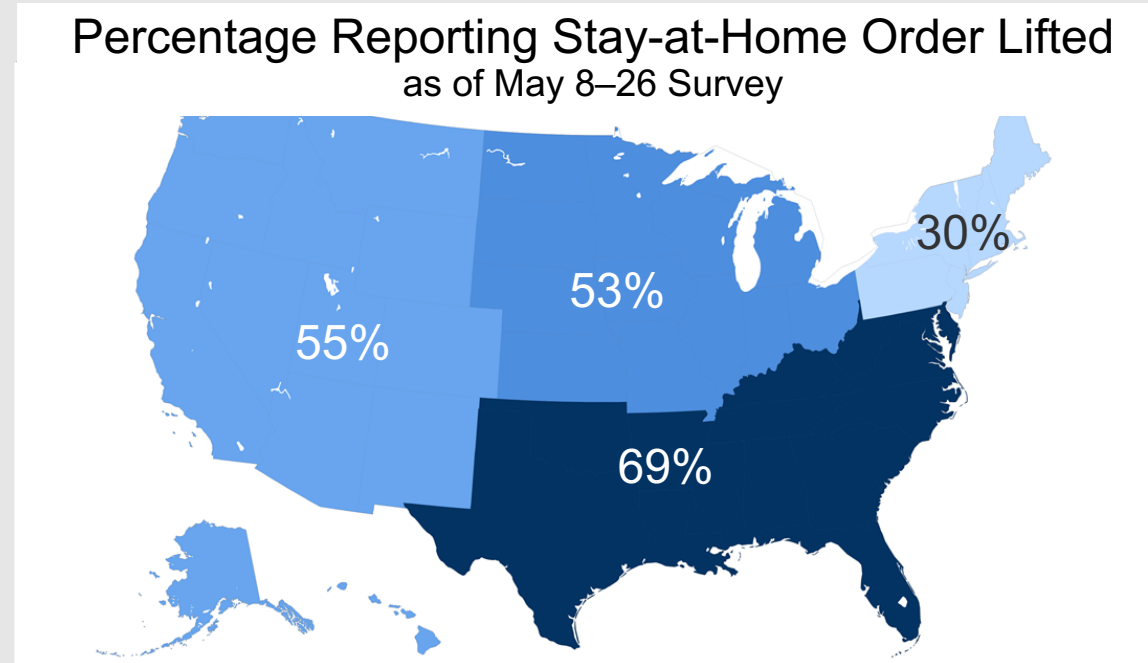 Percentage Reporting Stay-at-Home Order Lifted
as of May 8–26 Survey
30%
53%
55%
69%